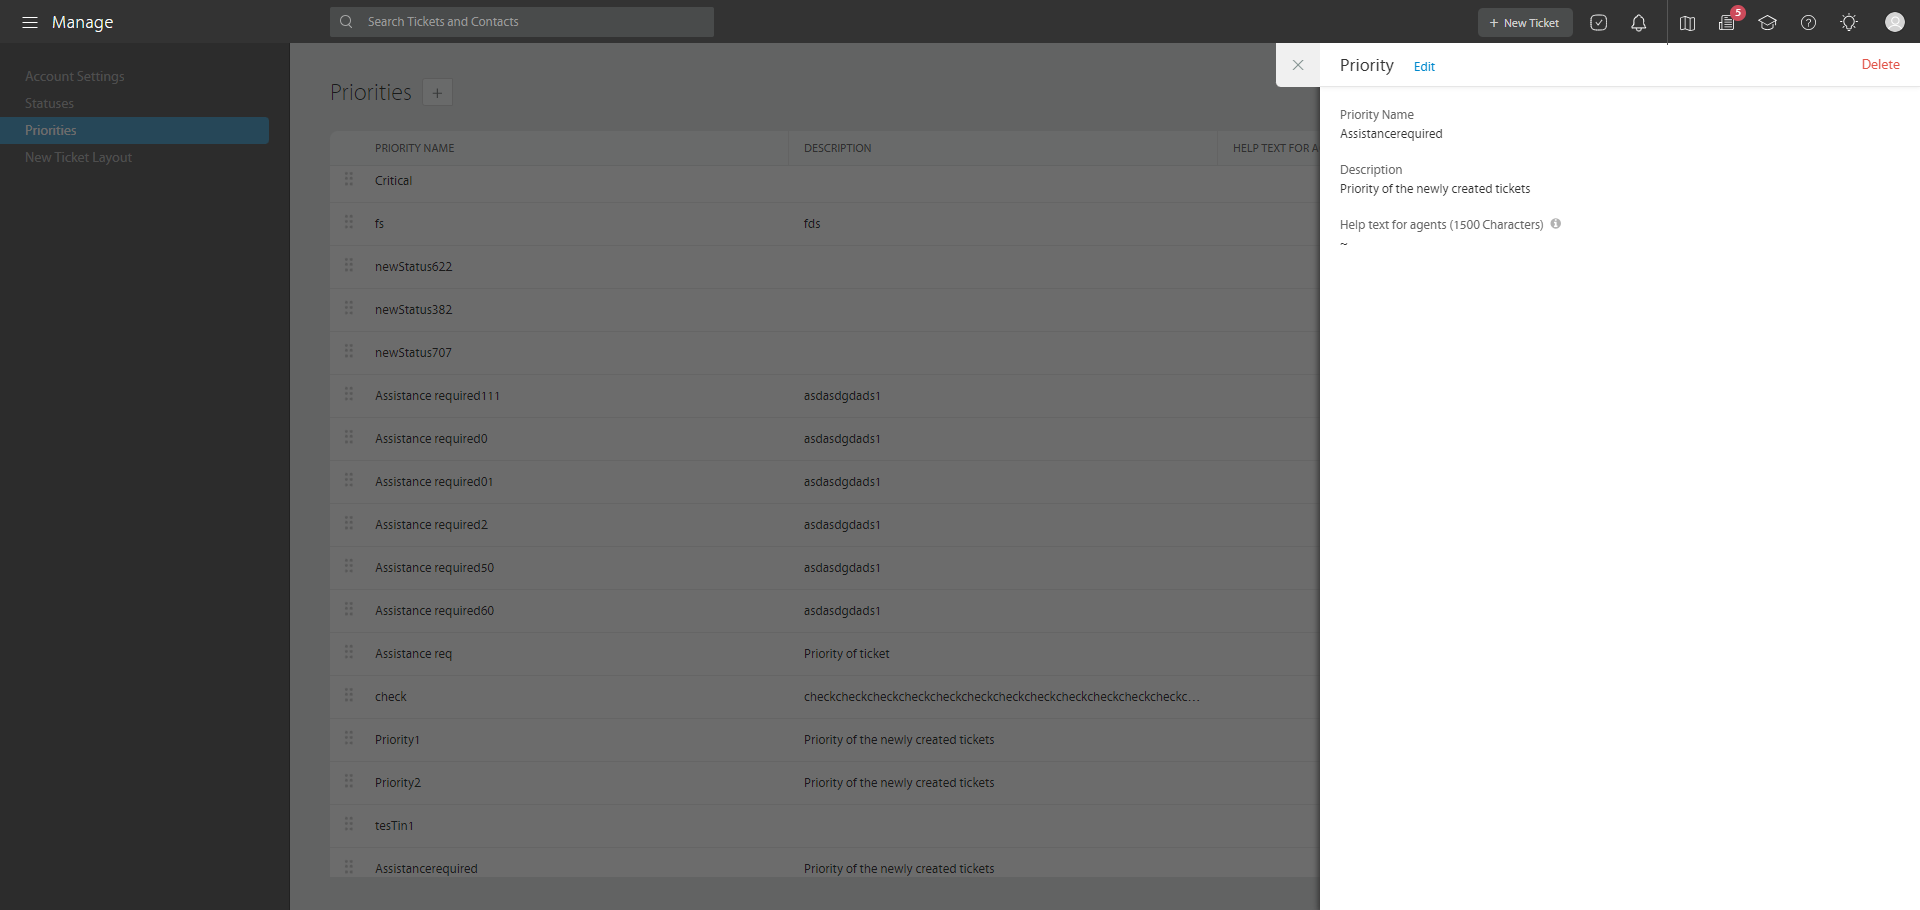 Manage
Search Tickets and Contacts
+ New Ticket
5
Account Settings
Statuses
Priorities
New Ticket Layout
Priorities +
PRIORITY NAME DESCRIPTION HELP TEXT FOR A
Critical
fs fds
newStatus622
newStatus382
newStatus707
Assistance required111 asdasdgdads1
Assistance required0 asdasdgdads1
Assistance required01 asdasdgdads1
Assistance required2 asdasdgdads1
Assistance required50 asdasdgdads1
Assistance required60 asdasdgdads1
Assistance req Priority of ticket
check checkcheckcheckcheckcheckcheckcheckcheckcheckcheckcheckcheckc...
Priority1 Priority of the newly created tickets
Priority2 Priority of the newly created tickets
tesTin1
Assistancerequired Priority of the newly created tickets
Priority Edit Delete
Priority Name
Assistancerequired
Description
Priority of the newly created tickets
Help text for agents (1500 Characters)
~